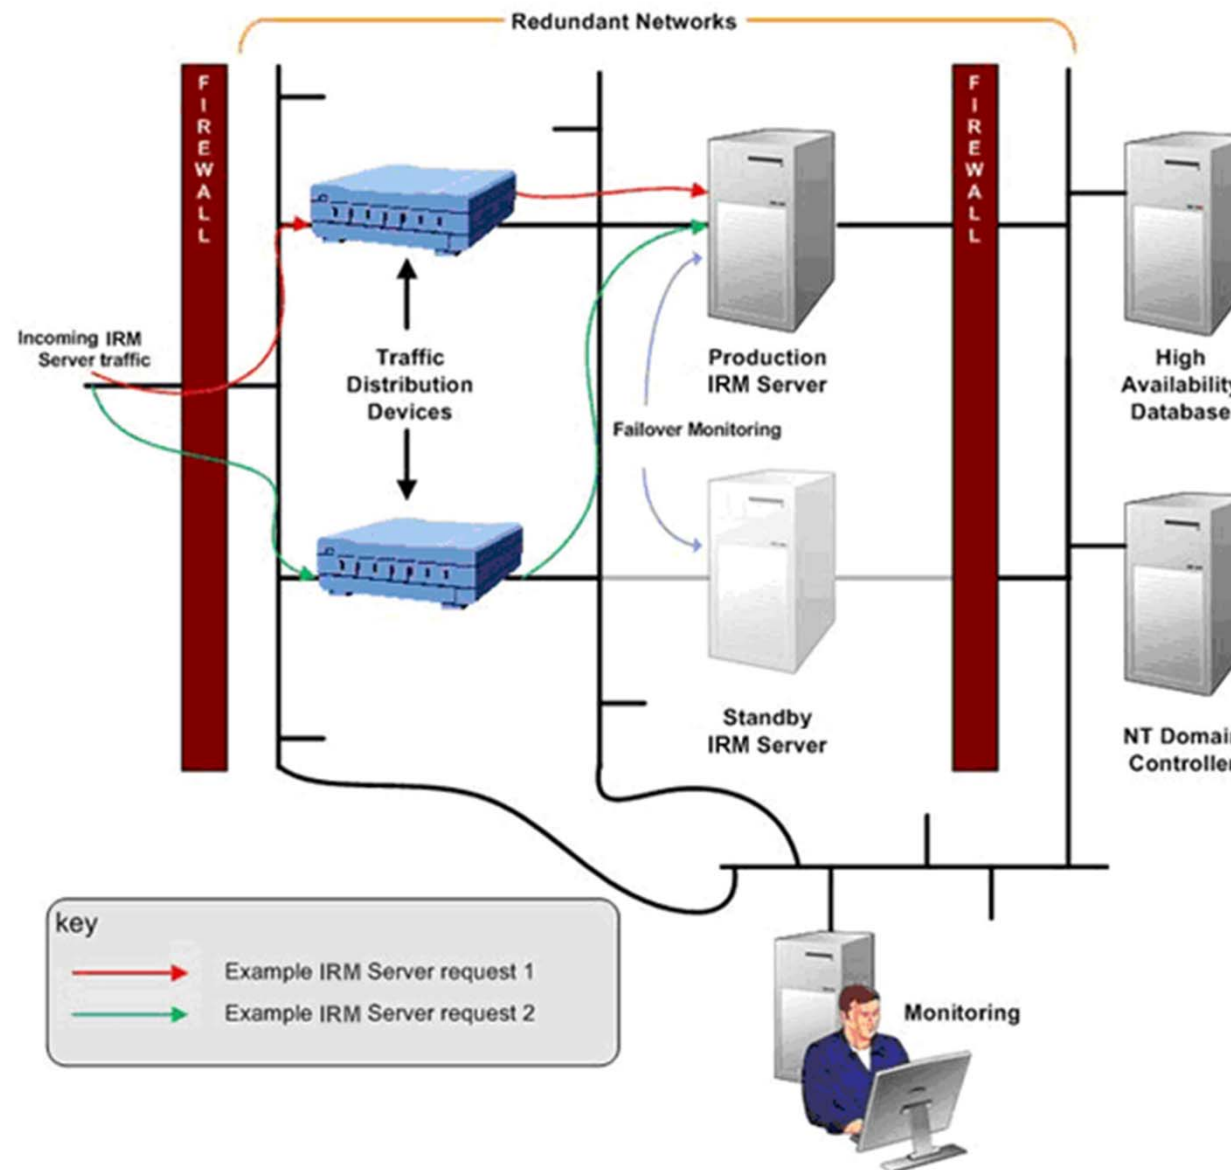 Redundant Networks
FIREWALL
FIREWALL
Incoming IRM
Server traffic
Traffic
Distribution
Devices
Production
IRM Server
High
Availability
Database
Failover Monitoring
Standby
IRM Server
NT Domain
Controller
key
Example IRM Server request 1
Example IRM Server request 2
Monitoring